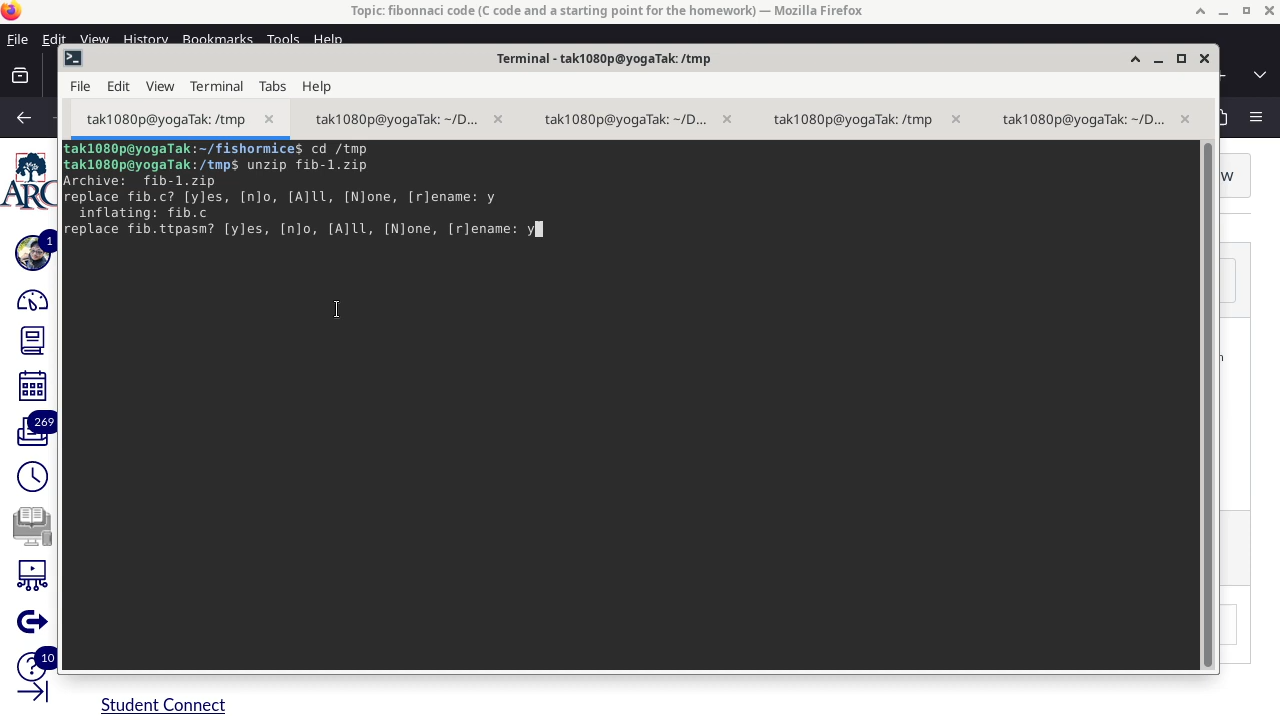 Topic: fibonnaci code (C code and a starting point for the homework) — Mozilla Firefox
File Edit View History Bookmarks Tools Help
Terminal - tak1080p@yogaTak: /tmp
File Edit View Terminal Tabs Help
tak1080p@yogaTak: /tmp
tak1080p@yogaTak: ~/D...
tak1080p@yogaTak: ~/D...
tak1080p@yogaTak: /tmp
tak1080p@yogaTak: ~/D...
tak1080p@yogaTak:~/fishormice$ cd /tmp
tak1080p@yogaTak:/tmp$ unzip fib-1.zip
Archive:  fib-1.zip
replace fib.c? [y]es, [n]o, [A]ll, [N]one, [r]ename: y
  inflating: fib.c
replace fib.ttpasm? [y]es, [n]o, [A]ll, [N]one, [r]ename: y
ARC
1
269
10
w
Student Connect